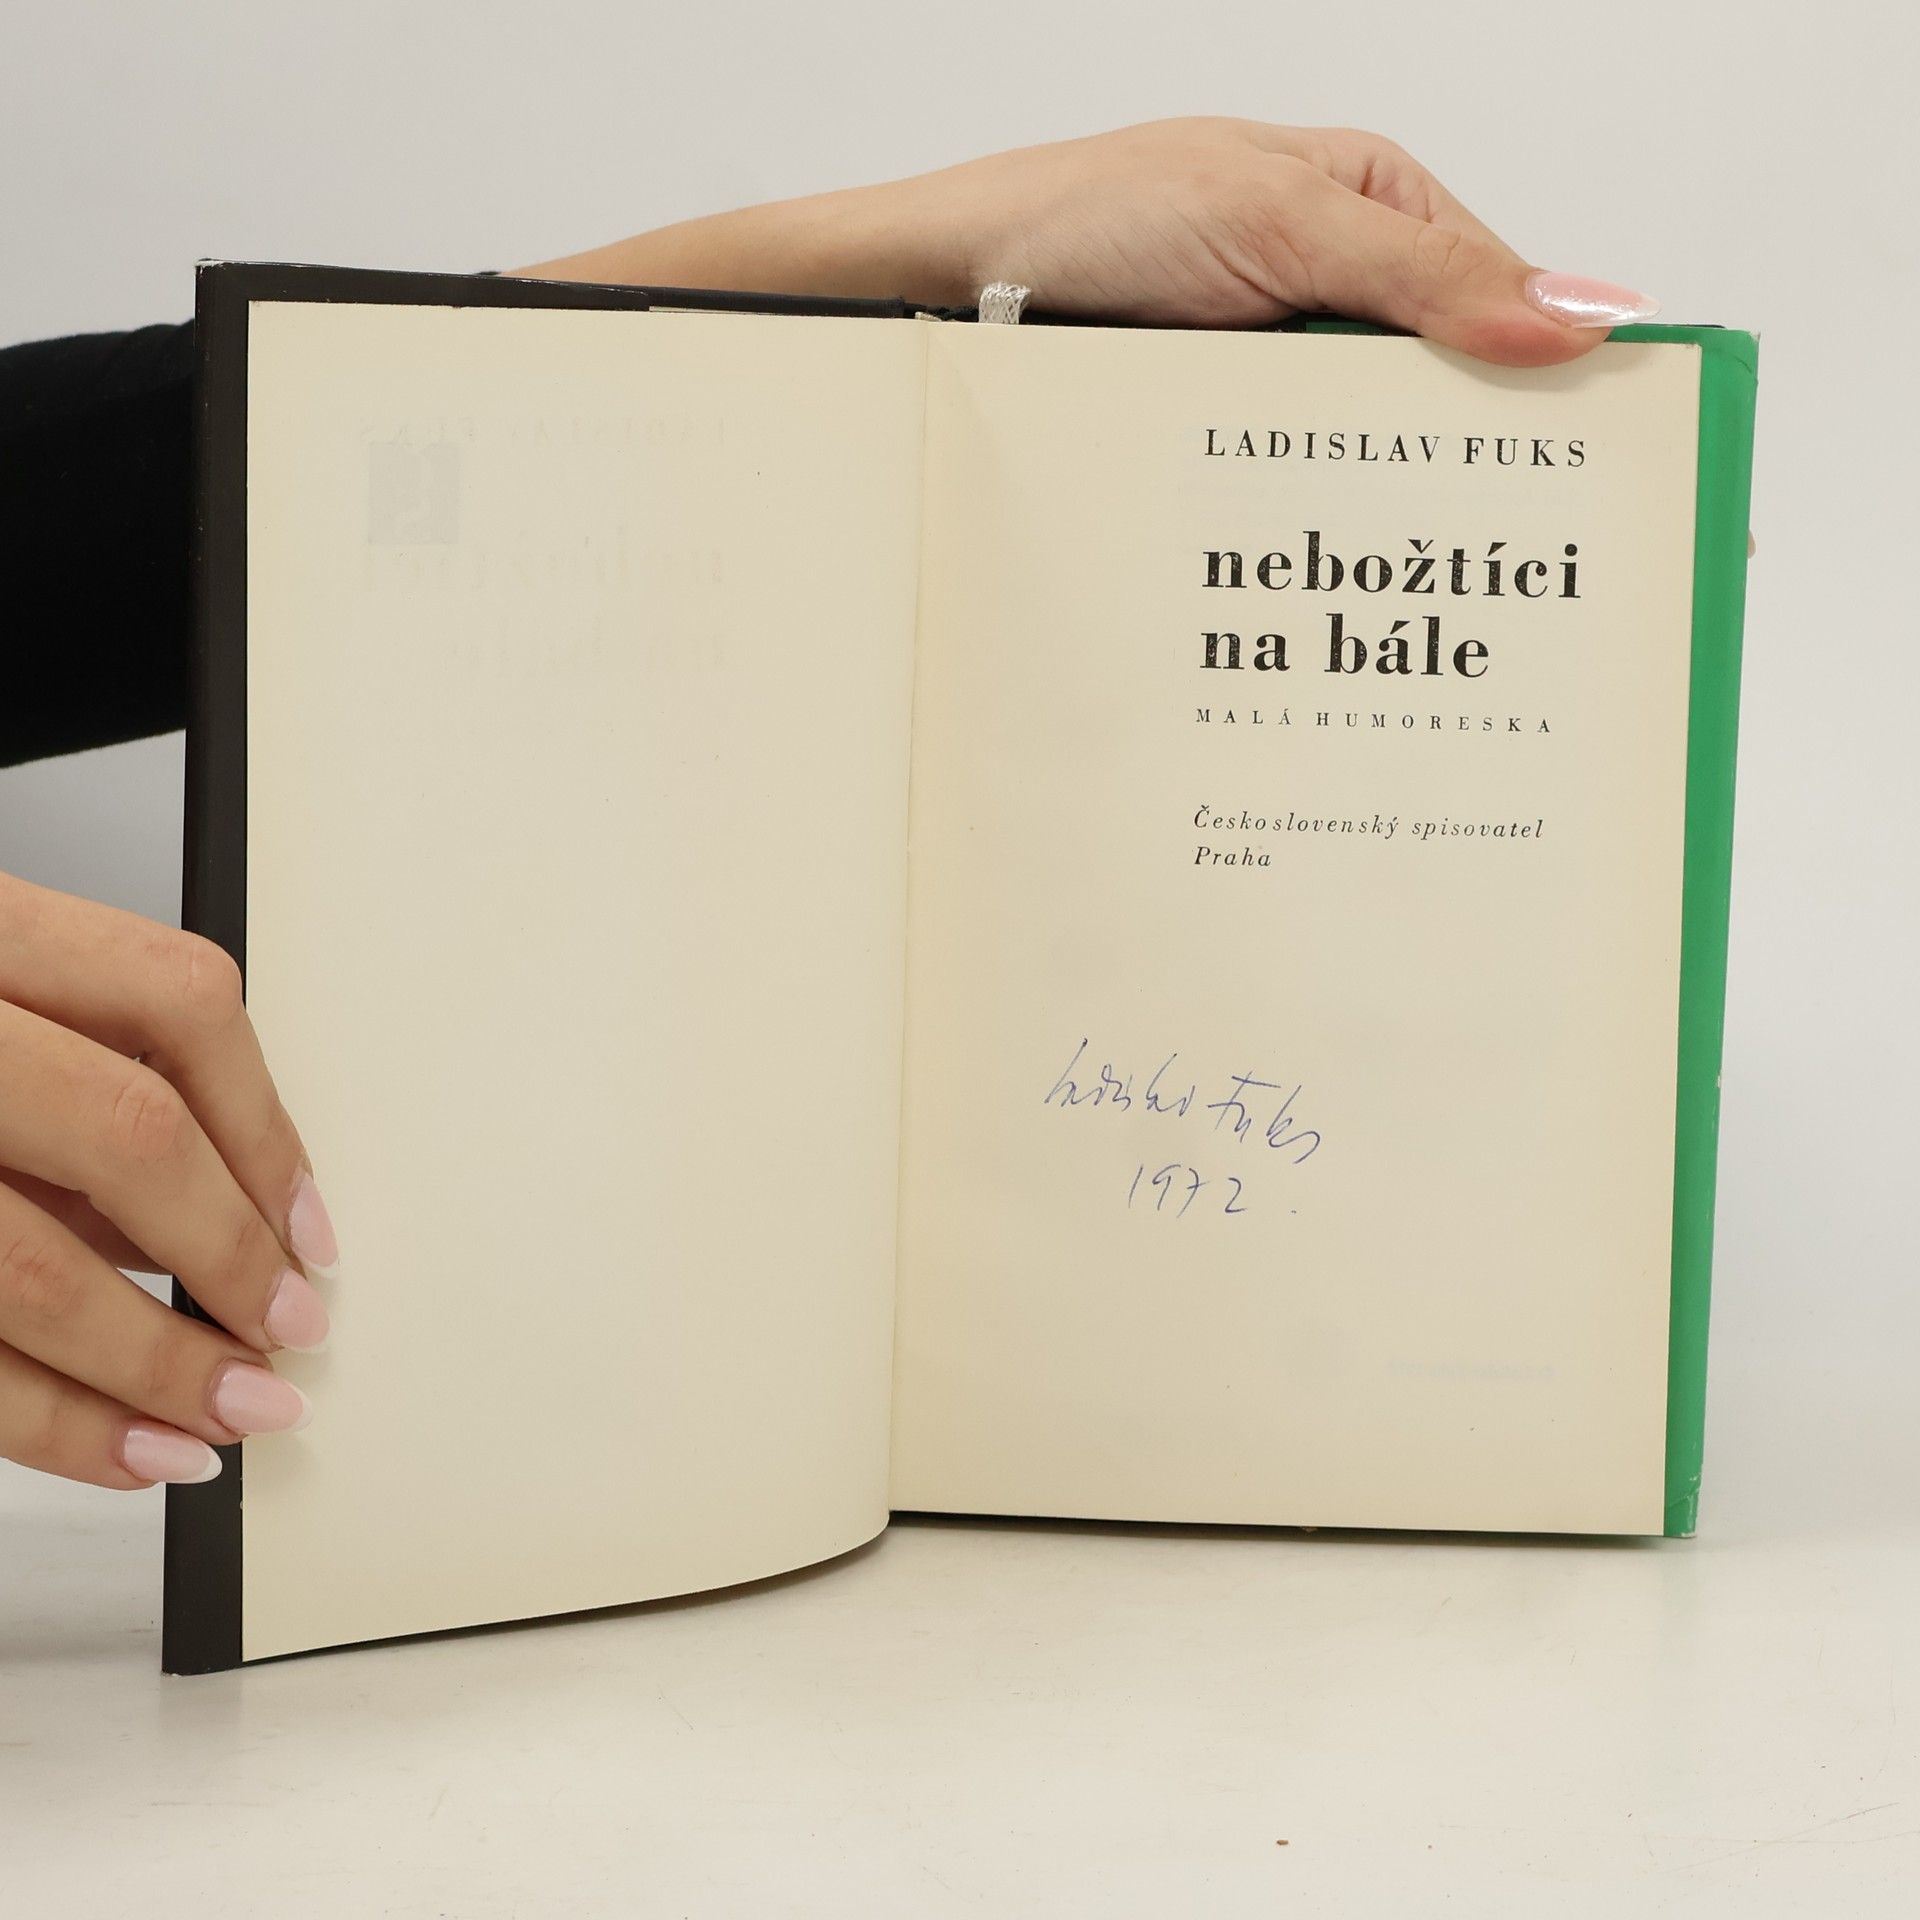 LADISLAV FUKS
nebožtíci
na bále
MALÁ HUMORESKA
Československý spisovatel
Praha
Ladislav Fuks
1972.